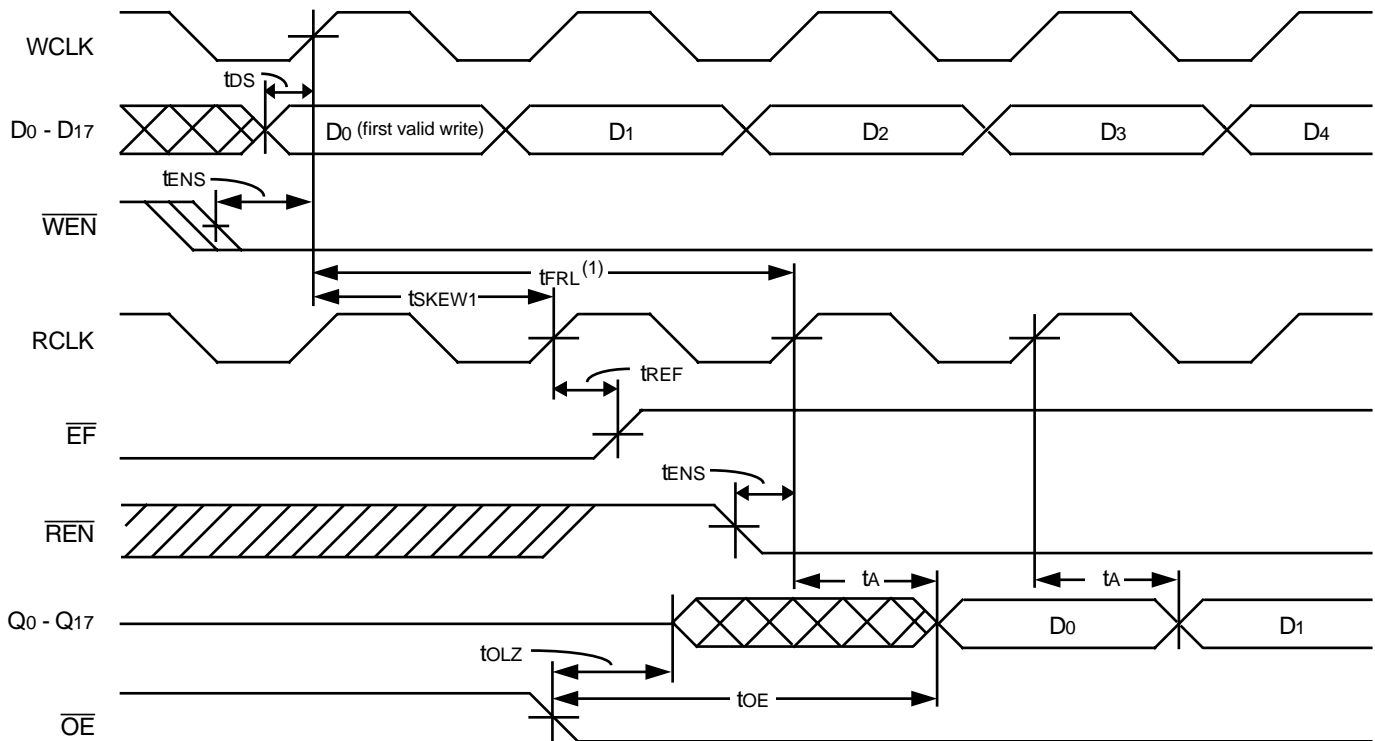 WCLK
tDS
D0 - D17
D0 (first valid write)
D1
D2
D3
D4
tENS
WEN
tFRL (1)
tSKEW1
RCLK
tREF
EF
tENS
REN
tA
tA
Q0 - Q17
D0
D1
tOLZ
tOE
OE